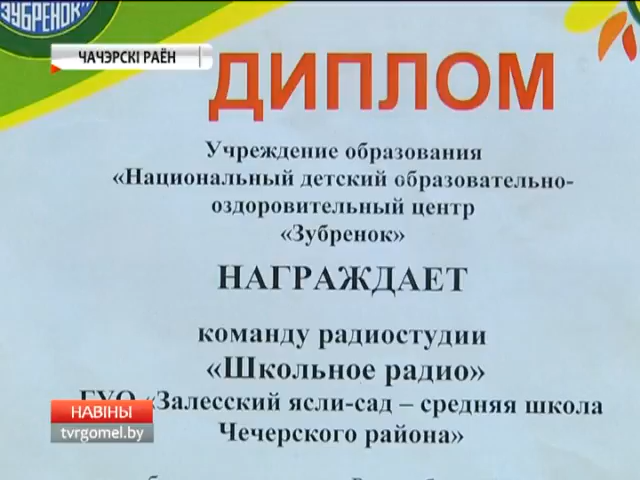 ЗУБРЕНОК"
ЧАЧЭРСКІ РАЁН
ДИПЛОМ
Учреждение образования
«Национальный детский образовательно-
оздоровительный центр
«Зубренок»
НАГРАЖДАЕТ
команду радиостудии
«Школьное радио»
ГУО «Залесский ясли-сад – средняя школа
Чечерского района»
НАВІНЫ
tvrgomel.by